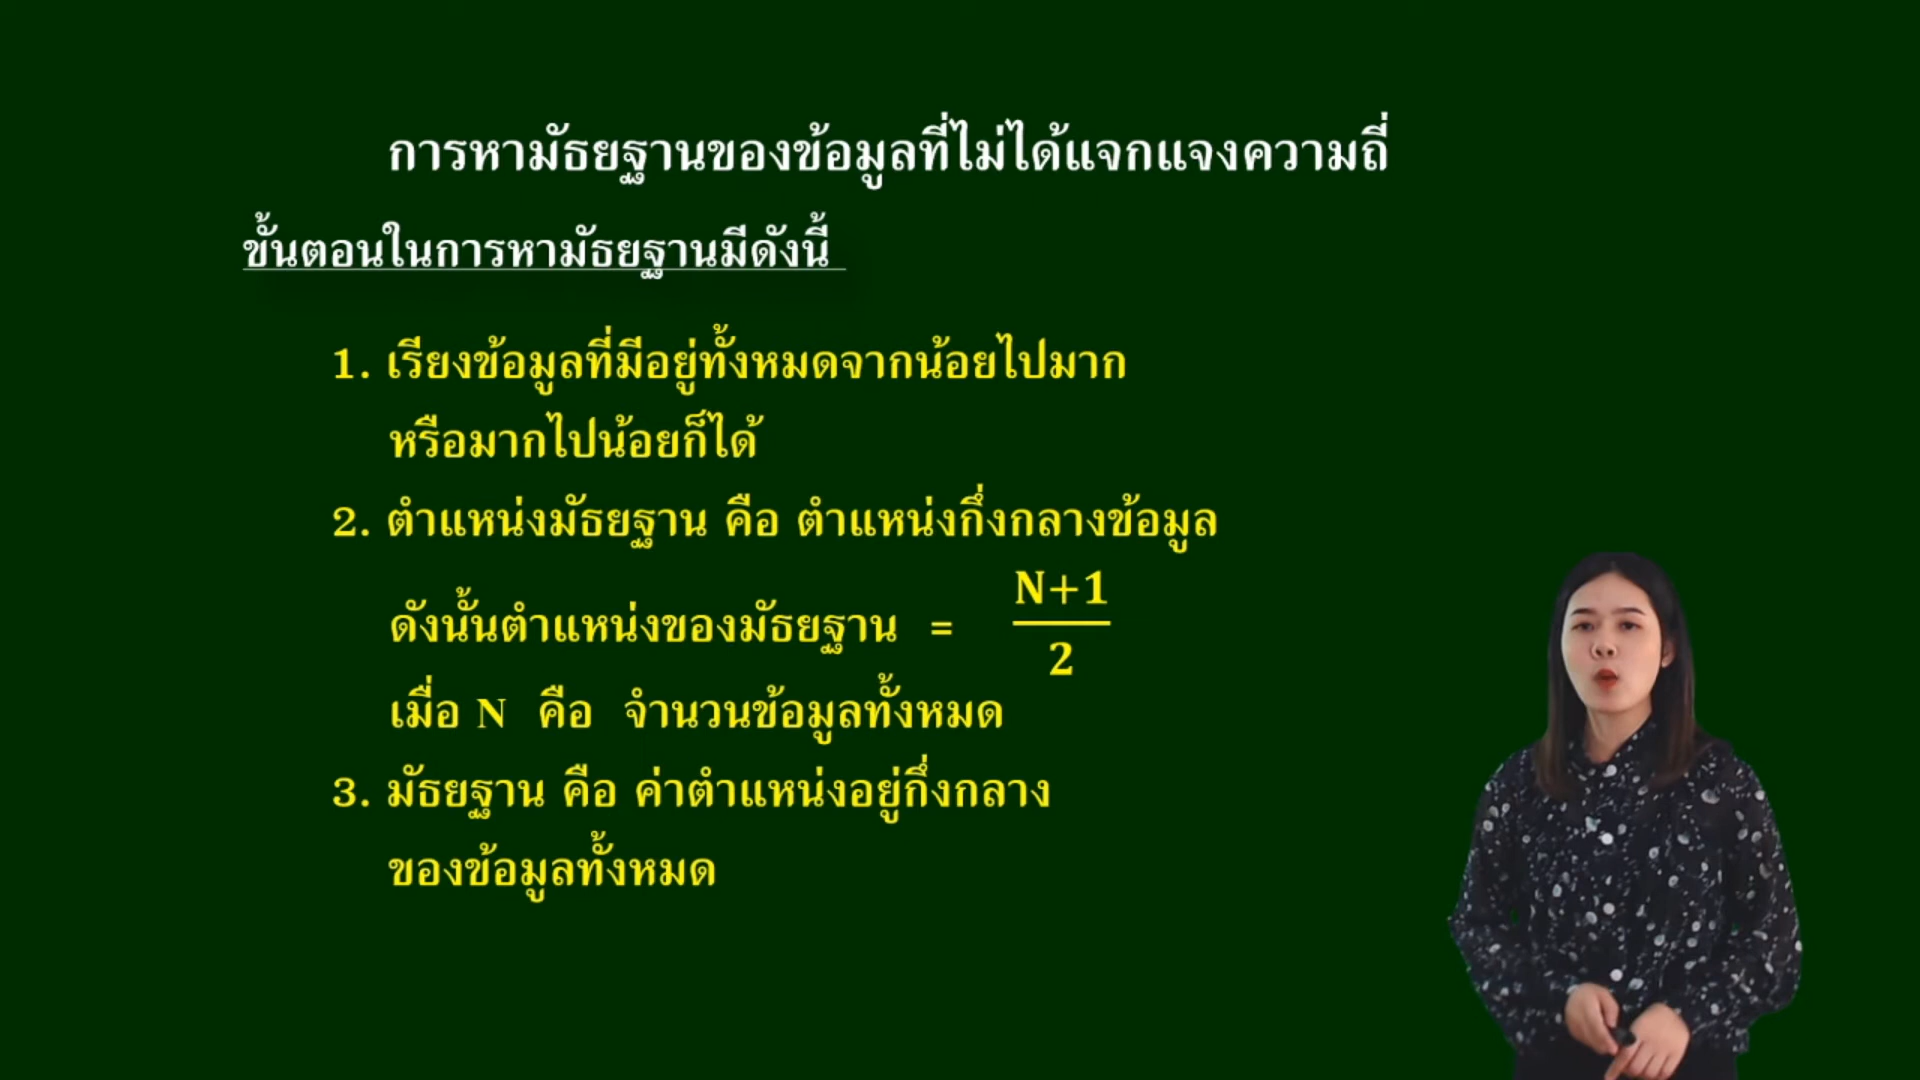 การหามัธยฐานของข้อมูลที่ไม่ได้แจกแจงความถี่
ขั้นตอนในการหามัธยฐานมีดังนี้
1. เรียงข้อมูลที่มีอยู่ทั้งหมดจากน้อยไปมาก
หรือมากไปน้อยก็ได้
2. ตำแหน่งมัธยฐาน คือ ตำแหน่งกึ่งกลางข้อมูล
ดังนั้นตำแหน่งของมัธยฐาน = N+1/2
เมื่อ N คือ จำนวนข้อมูลทั้งหมด
3. มัธยฐาน คือ ค่าตำแหน่งอยู่กึ่งกลาง
ของข้อมูลทั้งหมด